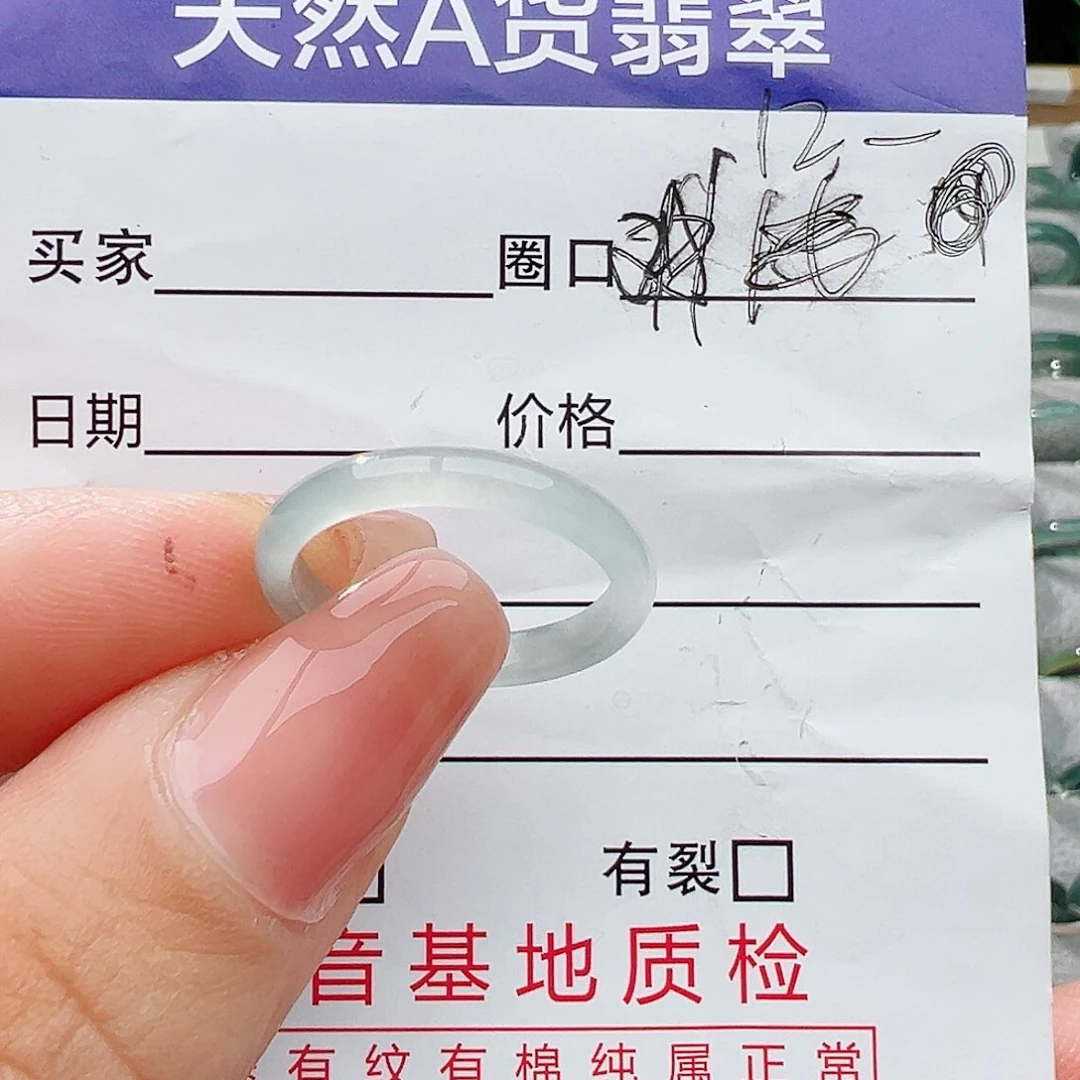 天然A货翡翠
12-
买家 圈口
日期 价格
有裂
音基地质检
有纹有棉纯属正常